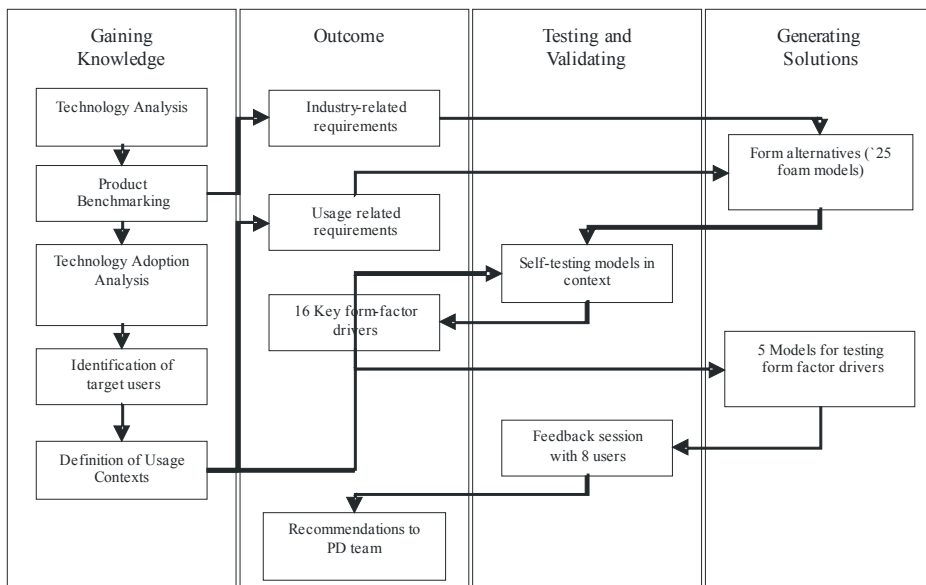 Gaining
Knowledge
Technology Analysis
Product
Benchmarking
Technology Adoption
Analysis
Identification of
target users
Definition of Usage
Contexts
Outcome
Industry-related
requirements
Usage related
requirements
16 Key form-factor
drivers
Recommendations to
PD team
Testing and
Validating
Self-testing models in
context
Feedback session
with 8 users
Generating
Solutions
Form alternatives (`25
foam models)
5 Models for testing
form factor drivers